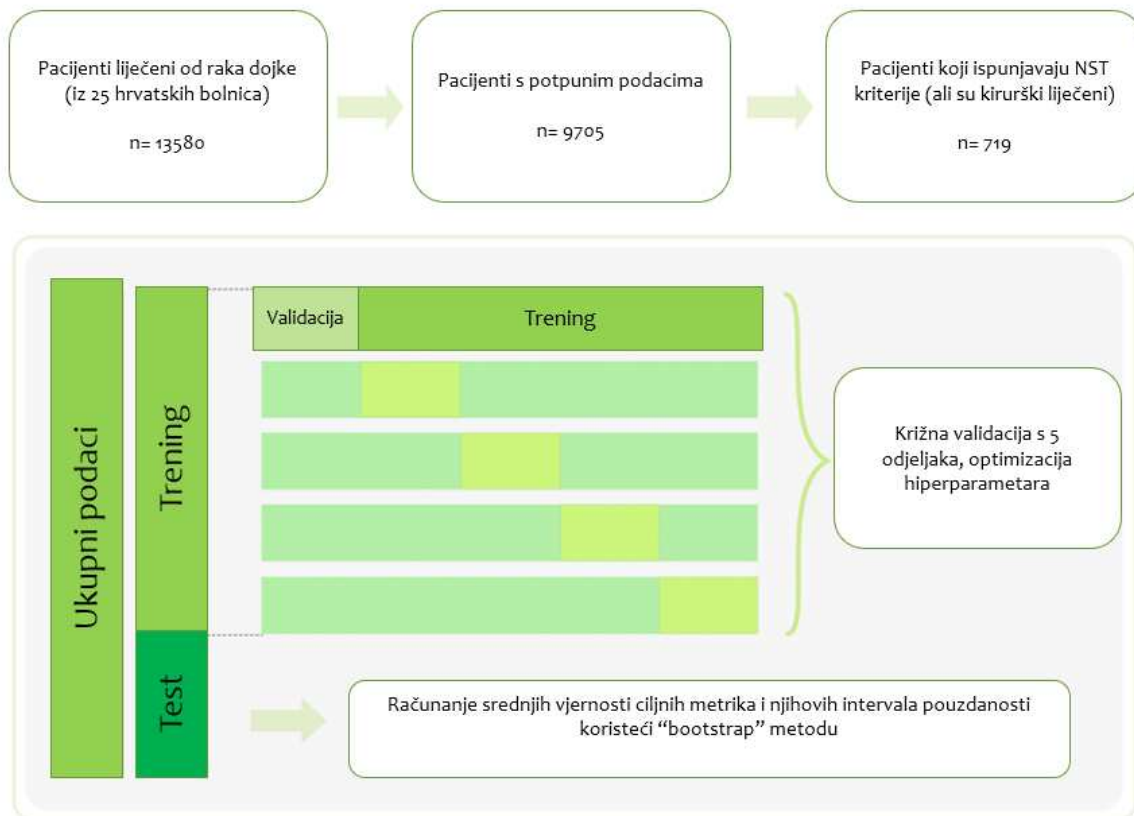 Pacijenti liječeni od raka dojke
(iz 25 hrvatskih bolnica)
n= 13580
Pacijenti s potpunim podacima
n= 9705
Pacijenti koji ispunjavaju NST
kriterije (ali su kirurški liječeni)
n= 719
Ukupni podaci
Trening
Test
Validacija
Trening
Križna validacija s 5
odjeljaka, optimizacija
hiperparametara
Računanje srednjih vjernosti ciljnih metrika i njihovih intervala pouzdanosti
koristeći “bootstrap” metodu